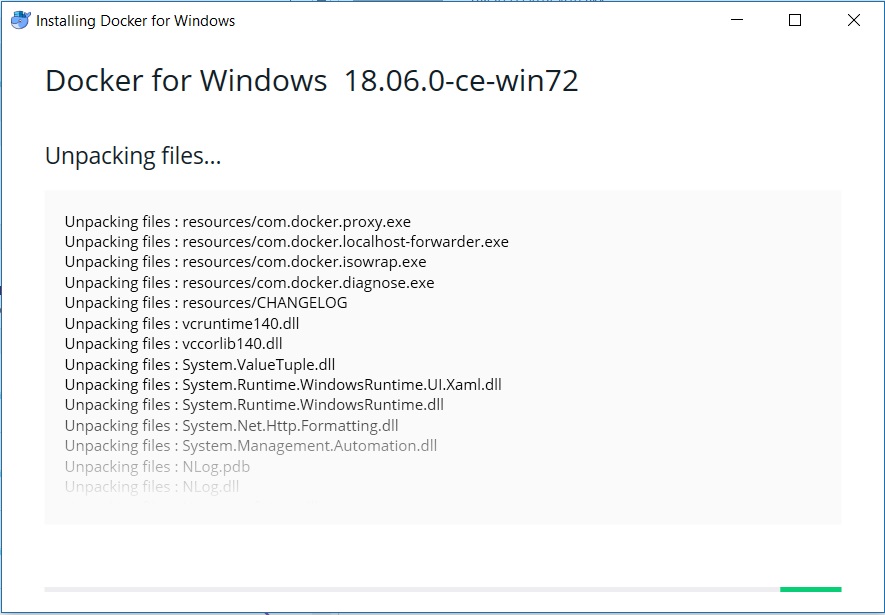 Installing Docker for Windows
Docker for Windows 18.06.0-ce-win72
Unpacking files...
Unpacking files : resources/com.docker.proxy.exe
Unpacking files : resources/com.docker.localhost-forwarder.exe
Unpacking files : resources/com.docker.isowrap.exe
Unpacking files : resources/com.docker.diagnose.exe
Unpacking files : resources/CHANGELOG
Unpacking files : vcruntime140.dll
Unpacking files : vccorlib140.dll
Unpacking files : System.ValueTuple.dll
Unpacking files : System.Runtime.WindowsRuntime.UI.Xaml.dll
Unpacking files : System.Runtime.WindowsRuntime.dll
Unpacking files : System.Net.Http.Formatting.dll
Unpacking files : System.Management.Automation.dll
Unpacking files : NLog.pdb
Unpacking files : NLog.dll